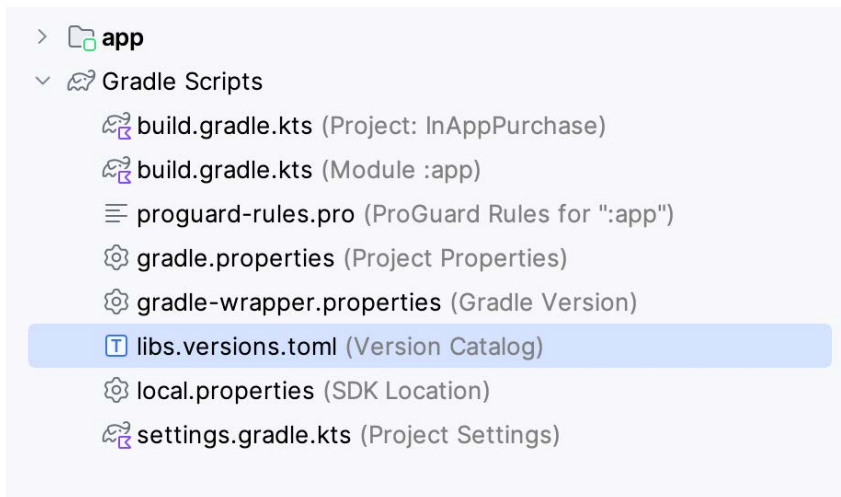 app
Gradle Scripts
build.gradle.kts (Project: InAppPurchase)
build.gradle.kts (Module :app)
proguard-rules.pro (ProGuard Rules for ":app")
gradle.properties (Project Properties)
gradle-wrapper.properties (Gradle Version)
T libs.versions.toml (Version Catalog)
local.properties (SDK Location)
settings.gradle.kts (Project Settings)